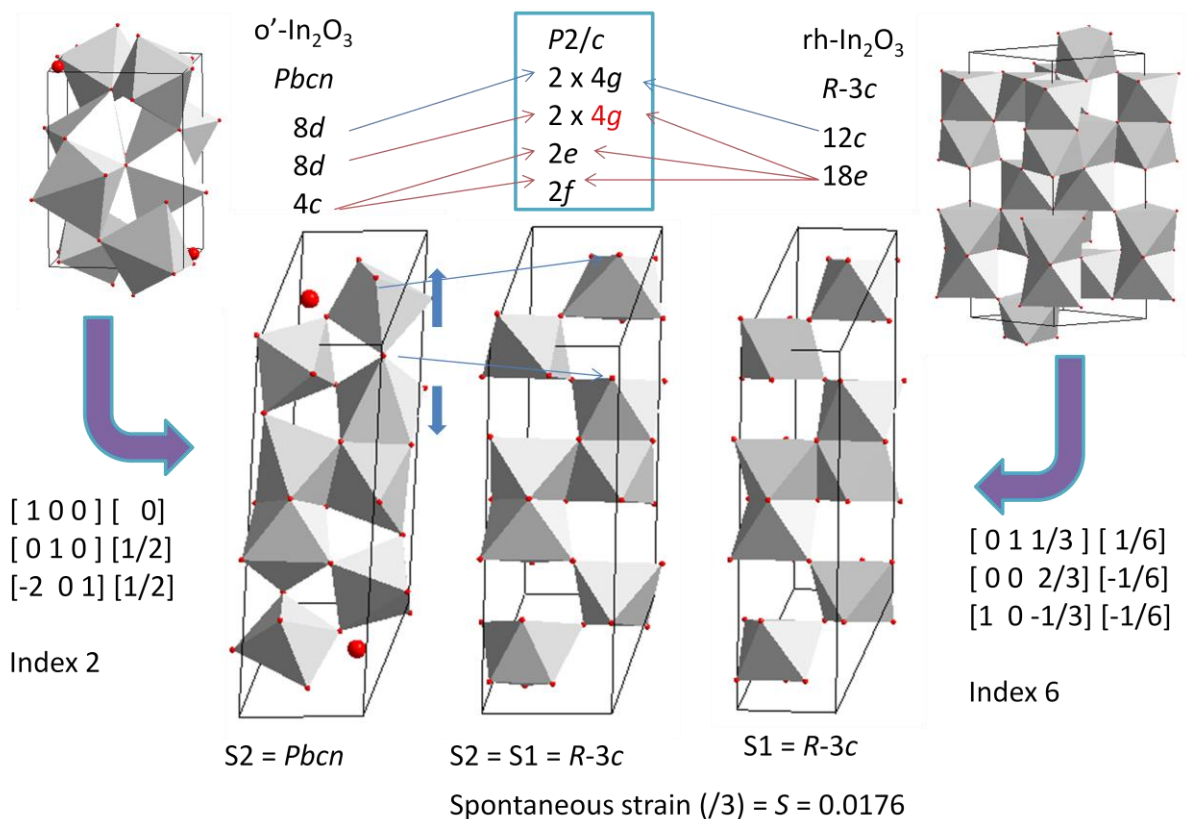 o’-In₂O₃
Pbcn
8d
8d
4c
P2/c
2 x 4g
2 x 4g
2e
2f
rh-In₂O₃
R-3c
12c
18e
[ 1 0 0 ] [ 0]
[ 0 1 0 ] [1/2]
[-2 0 1] [1/2]
Index 2
[ 0 1 1/3 ] [ 1/6]
[ 0 0 2/3] [-1/6]
[1 0 -1/3] [-1/6]
Index 6
S2 = Pbcn
S2 = S1 = R-3c
S1 = R-3c
Spontaneous strain (/3) = S = 0.0176